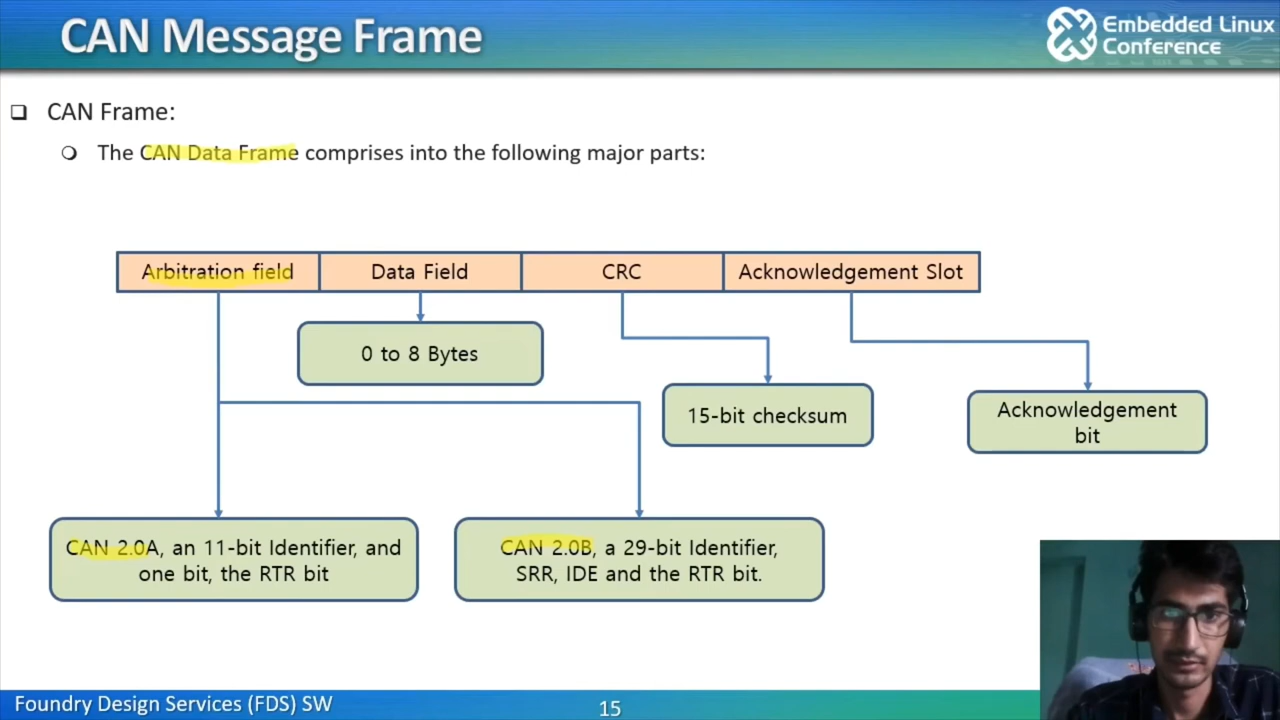 CAN Message Frame
Embedded Linux
Conference
CAN Frame:
The CAN Data Frame comprises into the following major parts:
Arbitration field
Data Field
CRC
Acknowledgement Slot
0 to 8 Bytes
15-bit checksum
Acknowledgement
bit
CAN 2.0A, an 11-bit Identifier, and
one bit, the RTR bit
CAN 2.0B, a 29-bit Identifier,
SRR, IDE and the RTR bit.
Foundry Design Services (FDS) SW
15